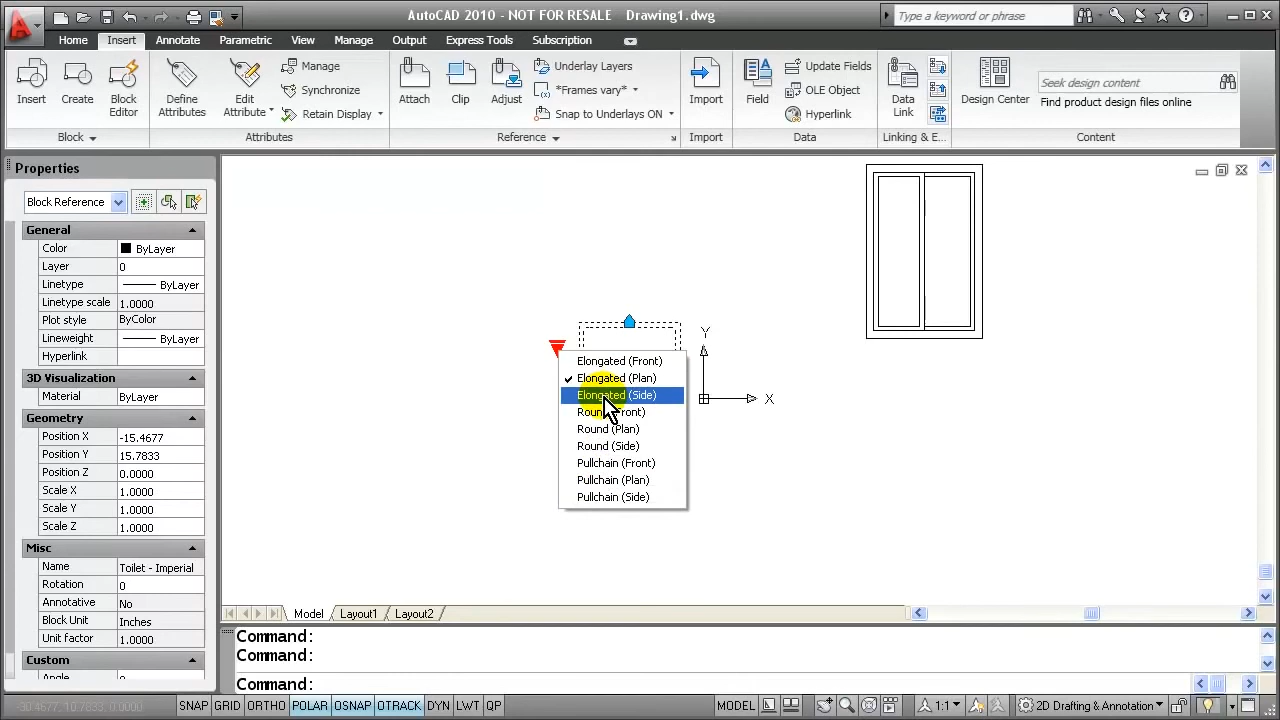 AutoCAD 2010 - NOT FOR RESALE Drawing1.dwg
Type a keyword or phrase
Home Insert Annotate Parametric View Manage Output Express Tools Subscription
Insert Create Block Editor
Define Attributes Edit Attribute
Manage
Synchronize
Retain Display
Attach Clip Adjust
Underlay Layers
*Frames vary*
Snap to Underlays ON
Import
Field
Update Fields
OLE Object
Hyperlink
Data Link
Design Center
Seek design content
Find product design files online
Block Attributes Reference Import Data Linking & E... Content
Properties
Block Reference
General
Color ByLayer
Layer 0
Linetype ByLayer
Linetype scale 1.0000
Plot style ByColor
Lineweight ByLayer
Hyperlink
3D Visualization
Material ByLayer
Geometry
Position X -15.4677
Position Y 15.7833
Position Z 0.0000
Scale X 1.0000
Scale Y 1.0000
Scale Z 1.0000
Misc
Name Toilet - Imperial
Rotation 0
Annotative No
Block Unit Inches
Unit factor 1.0000
Custom
Y
X
Elongated (Front)
Elongated (Plan)
Elongated (Side)
Round (Front)
Round (Plan)
Round (Side)
Pullchain (Front)
Pullchain (Plan)
Pullchain (Side)
Model Layout1 Layout2
Command:
Command:
Command:
SNAP GRID ORTHO POLAR OSNAP OTRACK DYN LWT QP
MODEL
1:1
2D Drafting & Annotation